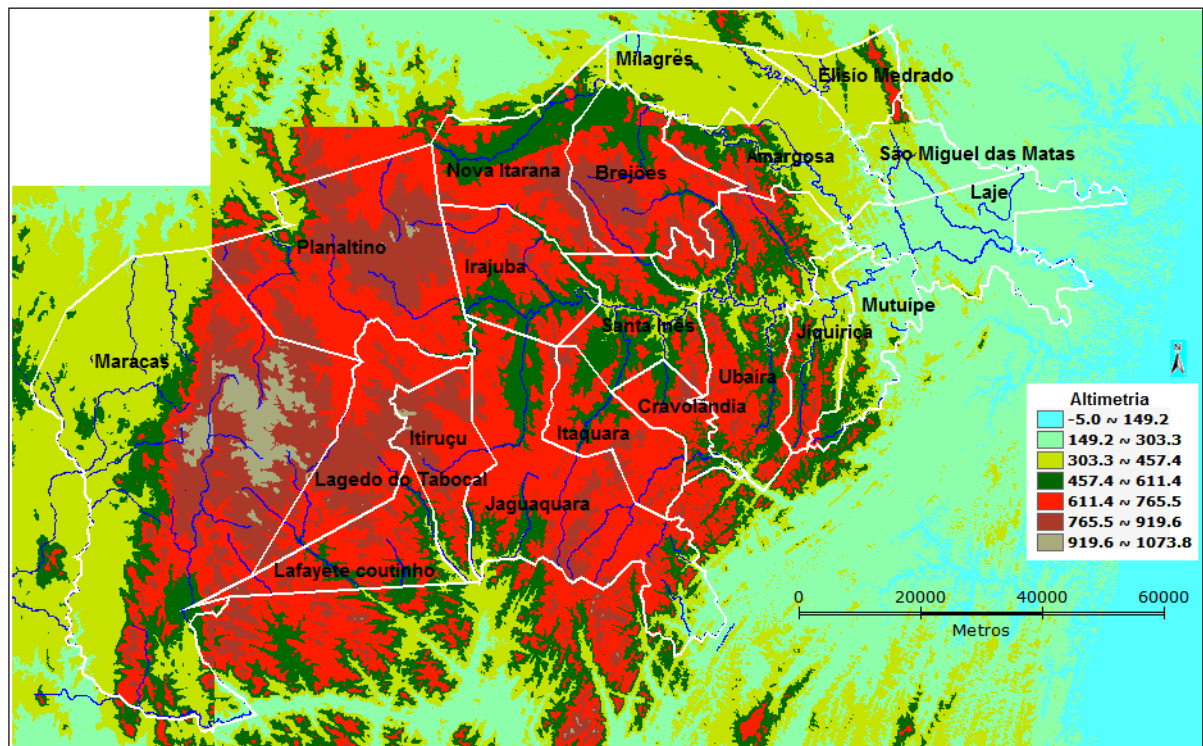 Milagres
Elísio Medrado
Amargosa
São Miguel das Matas
Nova Itarana
Brejões
Laje
Planaltino
Irajuba
Mutuípe
Santa Inês
Jiquiriçá
Maracás
Ubaíra
Cravolândia
Itiruçu
Itaquara
Lagedo do Tabocal
Jaguaquara
Lafayete coutinho
N
Altimetria
-5.0 ~ 149.2
149.2 ~ 303.3
303.3 ~ 457.4
457.4 ~ 611.4
611.4 ~ 765.5
765.5 ~ 919.6
919.6 ~ 1073.8
0 20000 40000 60000
Metros